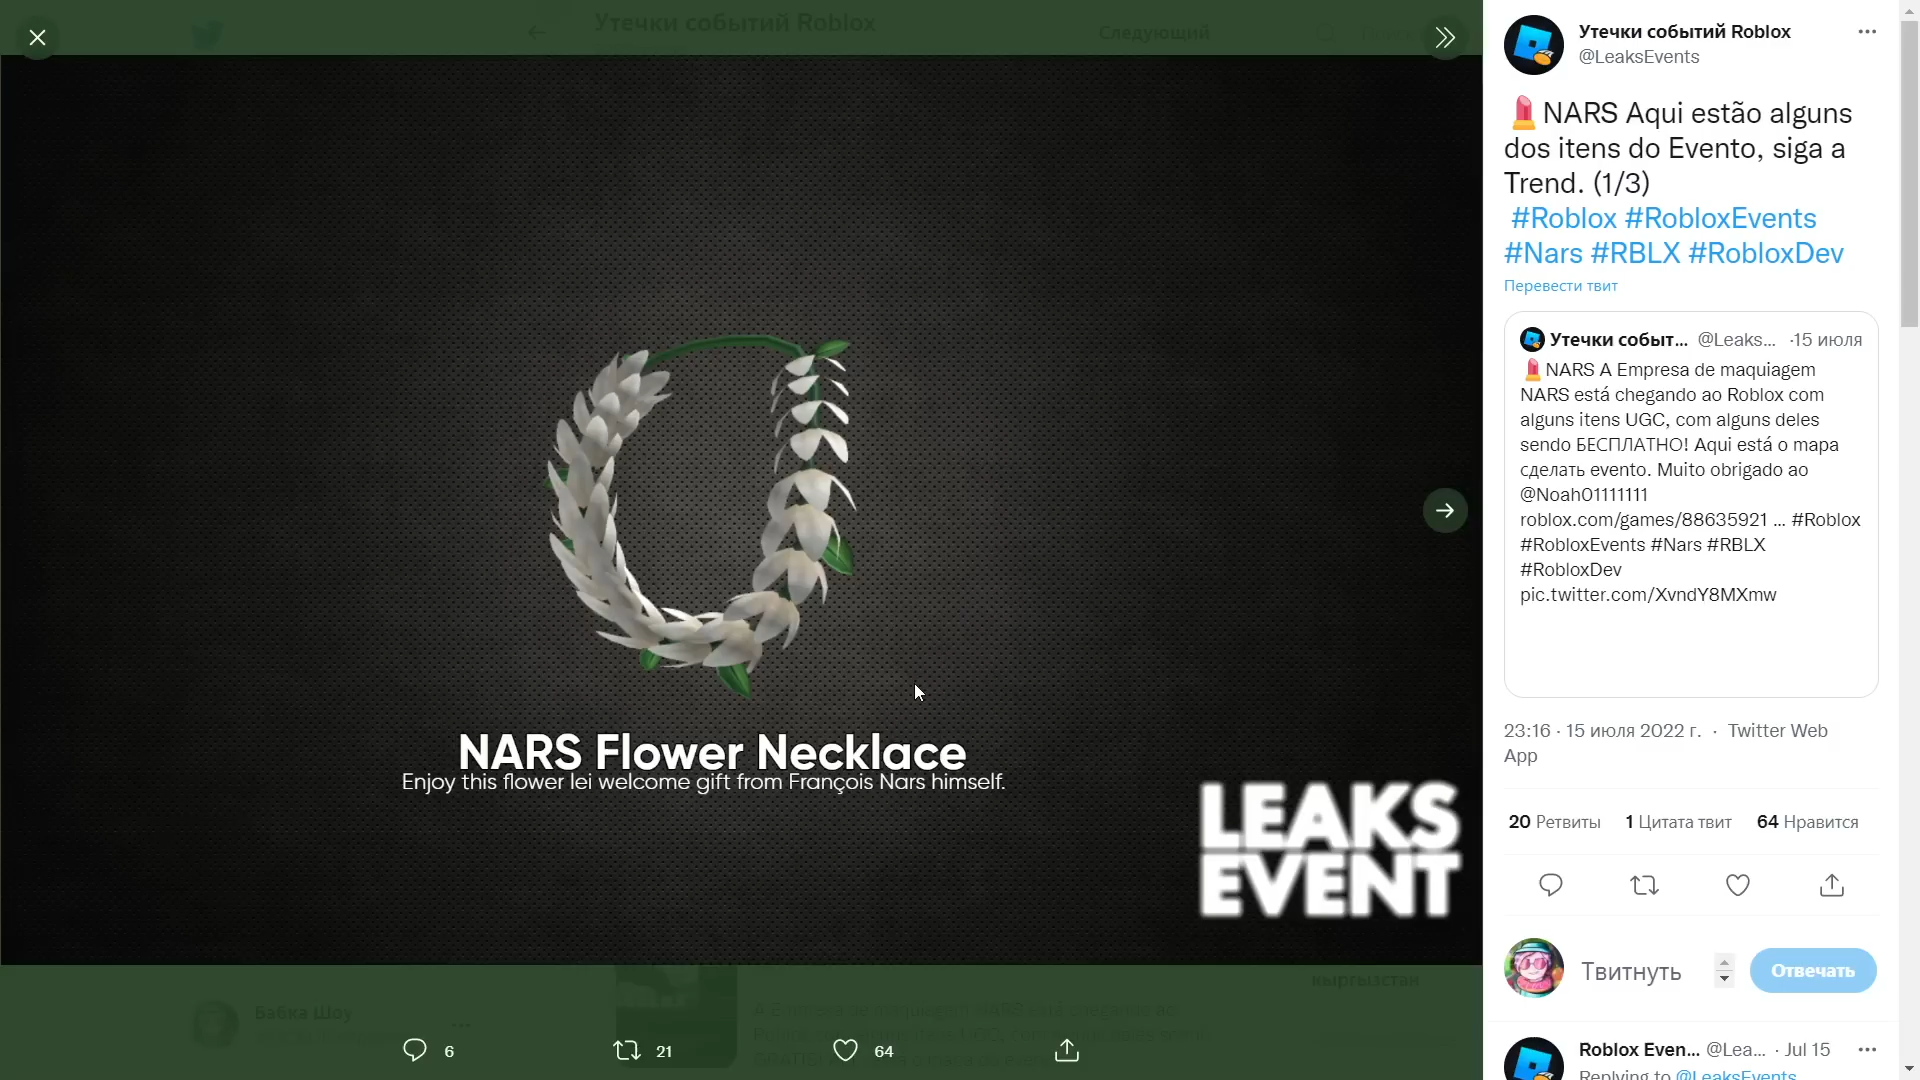 Утечки событий Roblox
Следующий
NARS Flower Necklace
Enjoy this flower lei welcome gift from François Nars himself.
LEAKS
EVENT
кыргызстан
Бабка Шоу
6
21
64
Утечки событий Roblox
@LeaksEvents
💄NARS Aqui estão alguns
dos itens do Evento, siga a
Trend. (1/3)
#Roblox #RobloxEvents
#Nars #RBLX #RobloxDev
Перевести твит
Утечки событ... @Leaks... ·15 июля
💄NARS A Empresa de maquiagem
NARS está chegando ao Roblox com
alguns itens UGC, com alguns deles
sendo БЕСПЛАТНО! Aqui está o mapa
сделать evento. Muito obrigado ao
@Noah01111111
roblox.com/games/88635921 ... #Roblox
#RobloxEvents #Nars #RBLX
#RobloxDev
pic.twitter.com/XvndY8MXmw
23:16 · 15 июля 2022 г. · Twitter Web
App
20 Ретвиты 1 Цитата твит 64 Нравится
Твитнуть
Отвечать
Roblox Even... @Lea... · Jul 15
Replying to @LeaksEvents